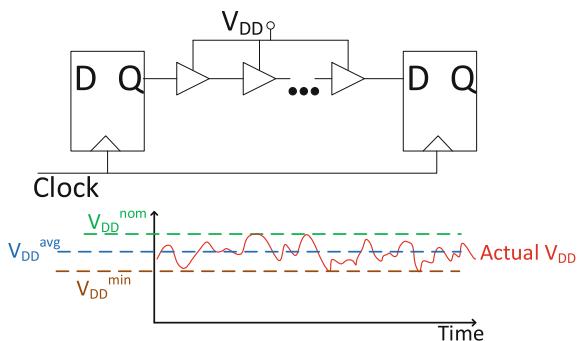 V_DD
D Q D Q
Clock
V_DD^nom
V_DD^avg
Actual V_DD
V_DD^min
Time